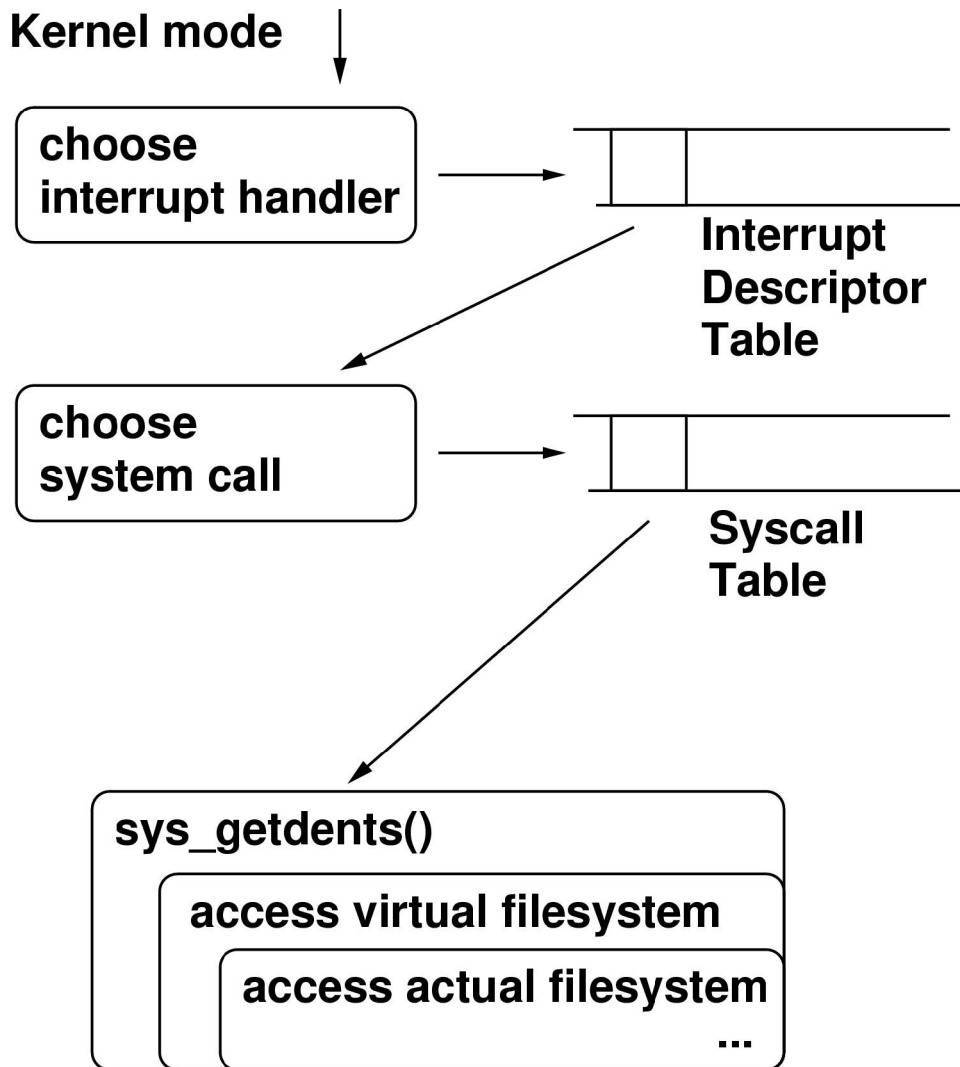 Kernel mode
choose
interrupt handler
Interrupt
Descriptor
Table
choose
system call
Syscall
Table
sys_getdents()
access virtual filesystem
access actual filesystem
...